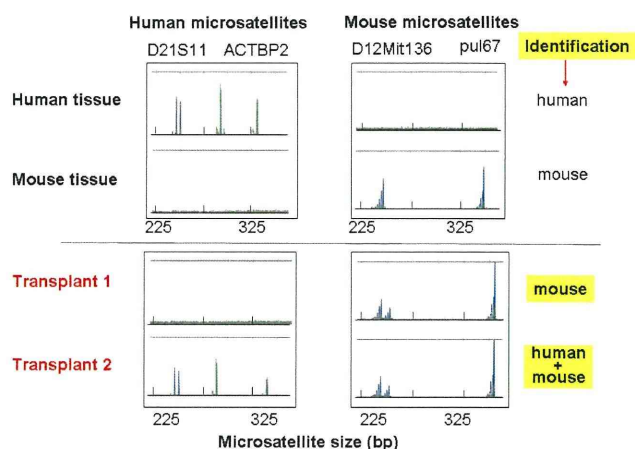 Human microsatellites Mouse microsatellites
D21S11 ACTBP2 D12Mit136 pul67 Identification
Human tissue human
Mouse tissue mouse
225 325 225 325
Transplant 1 mouse
Transplant 2 human
+
mouse
225 325 225 325
Microsatellite size (bp)